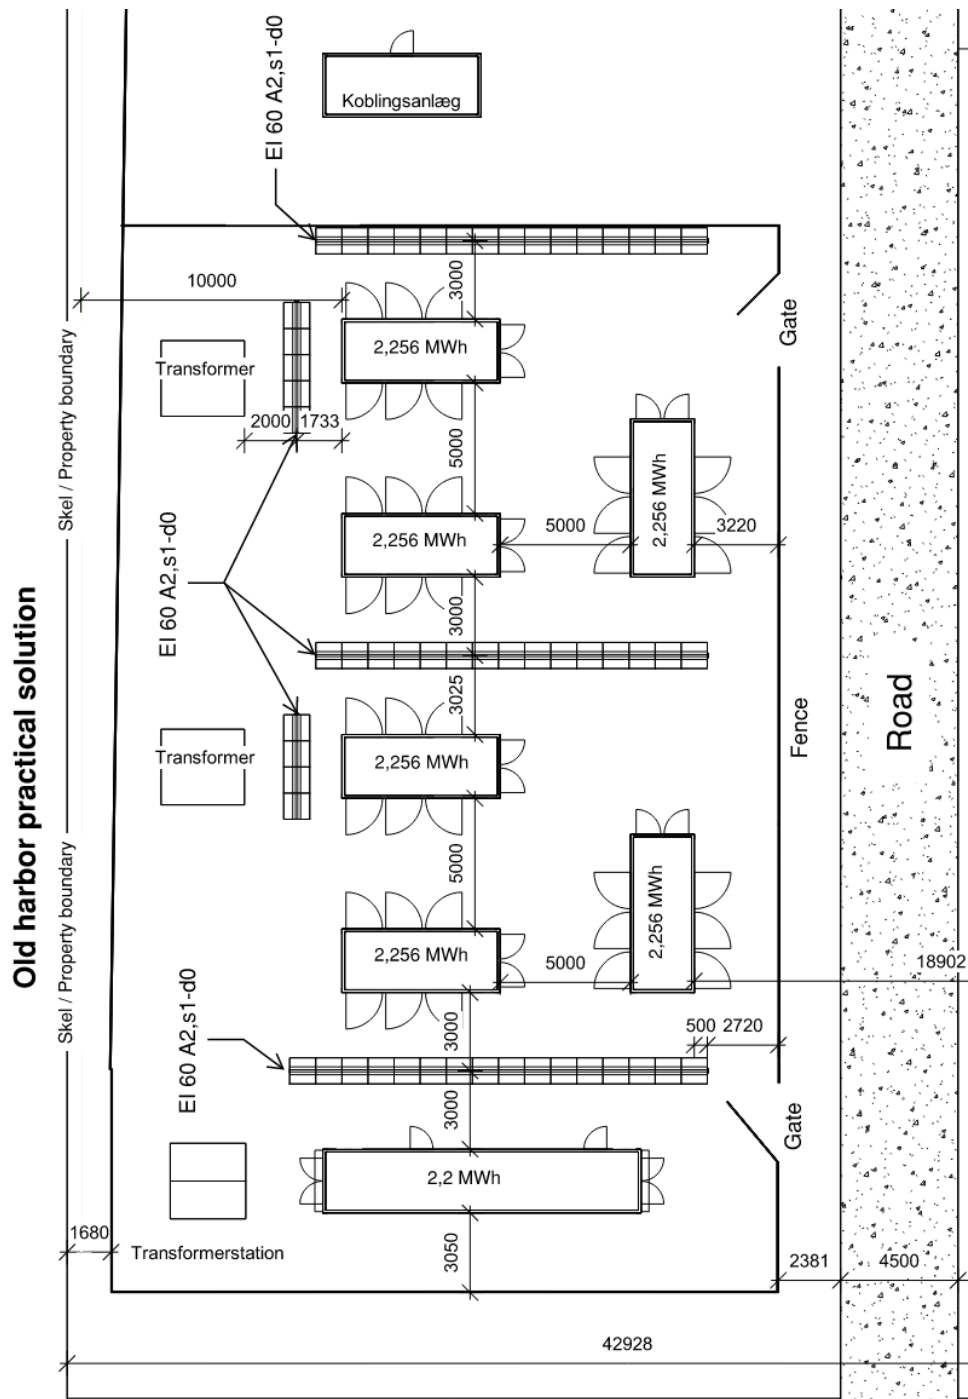 Old harbor practical solution
EI 60 A2,s1-d0
Koblingsanlæg
10000
3000
Gate
Skel / Property boundary
Transformer
2,256 MWh
2000
1733
5000
2,256 MWh
5000
2,256 MWh
3220
EI 60 A2,s1-d0
3000
3025
Road
Fence
Transformer
2,256 MWh
5000
2,256 MWh
2,256 MWh
5000
18902
Skel / Property boundary
EI 60 A2,s1-d0
3000
500
2720
3000
Gate
2,2 MWh
1680
Transformerstation
3050
2381
4500
42928